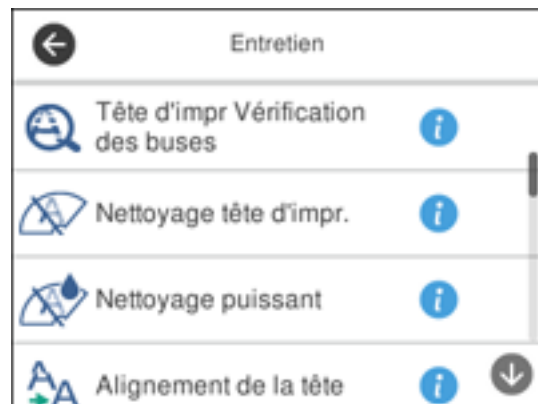 Entretien
Tête d'impr Vérification
des buses
Nettoyage tête d'impr.
Nettoyage puissant
Alignement de la tête